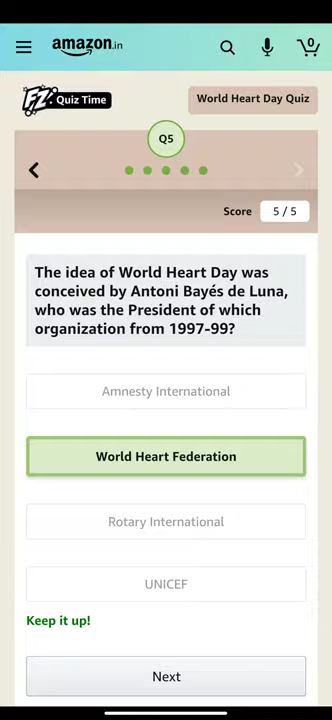 amazon.in
0
FZ. Quiz Time
World Heart Day Quiz
Q5
Score 5 / 5
The idea of World Heart Day was
conceived by Antoni Bayés de Luna,
who was the President of which
organization from 1997-99?
Amnesty International
World Heart Federation
Rotary International
UNICEF
Keep it up!
Next